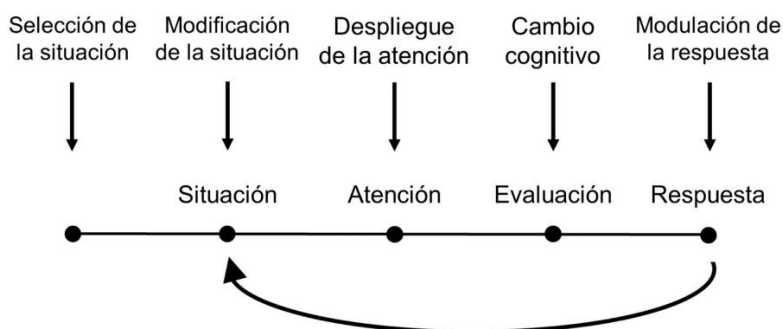 Selección de
la situación
Modificación
de la situación
Despliegue
de la atención
Cambio
cognitivo
Modulación de
la respuesta
Situación
Atención
Evaluación
Respuesta